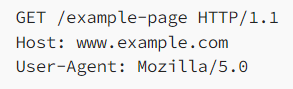 GET /example-page HTTP/1.1
Host: www.example.com
User-Agent: Mozilla/5.0